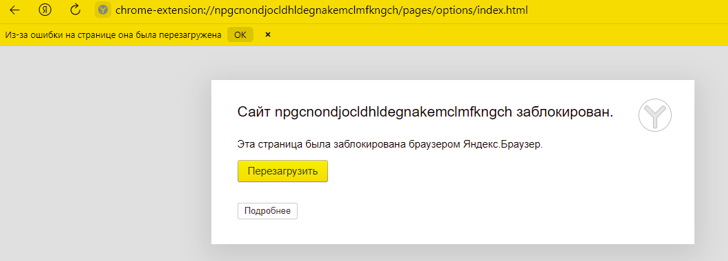 chrome-extension://npgcnondjocldhldegnakemclmfkngch/pages/options/index.html
Из-за ошибки на странице она была перезагружена ОК ×
Сайт npgcnondjocldhldegnakemclmfkngch заблокирован.
Эта страница была заблокирована браузером Яндекс.Браузер.
Перезагрузить
Подробнее